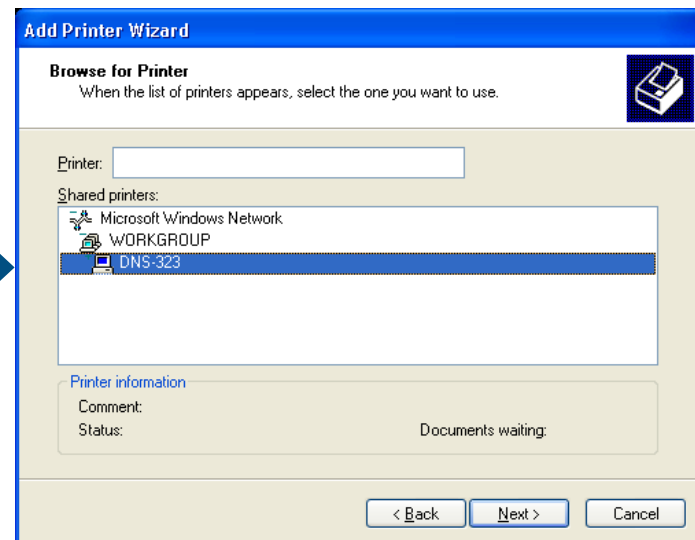 Add Printer Wizard
Browse for Printer
When the list of printers appears, select the one you want to use.
Printer:
Shared printers:
Microsoft Windows Network
WORKGROUP
DNS-323
Printer information
Comment:
Status: Documents waiting:
< Back Next > Cancel